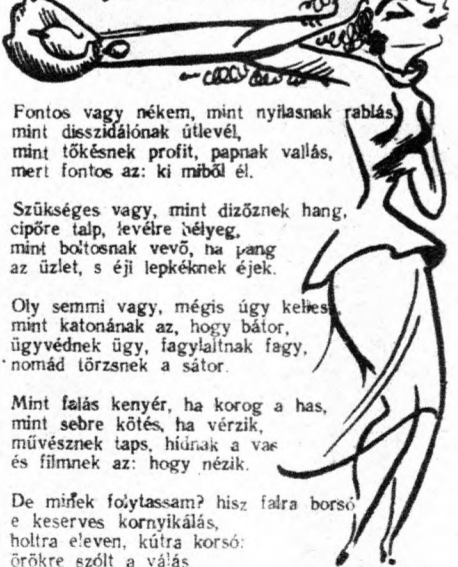 Fontos vagy nékem, mint nyilasnak rablás,
mint disszidálónak útlevél,
mint tőkésnek profit, papnak vallás,
mert fontos az: ki miből él.
Szükséges vagy, mint dizőznek hang,
cipőre talp, levélre bélyeg,
mint boltosnak vevő, ha pang
az üzlet, s éji lepkéknek éjek.
Oly semmi vagy, mégis úgy kelles
mint katonának az, hogy bátor,
ügyvédnek ügy, fagylaltnak fagy,
nomád törzsnek a sátor.
Mint falás kenyér, ha korog a has,
mint sebre kötés, ha vérzik,
művésznek taps, hídnak a vas
és filmnek az: hogy nézik.
De minek folytassam? hisz falra borsó
e keserves kornyikálás,
holtra eleven, kútra korsó:
örökre szólt a válás